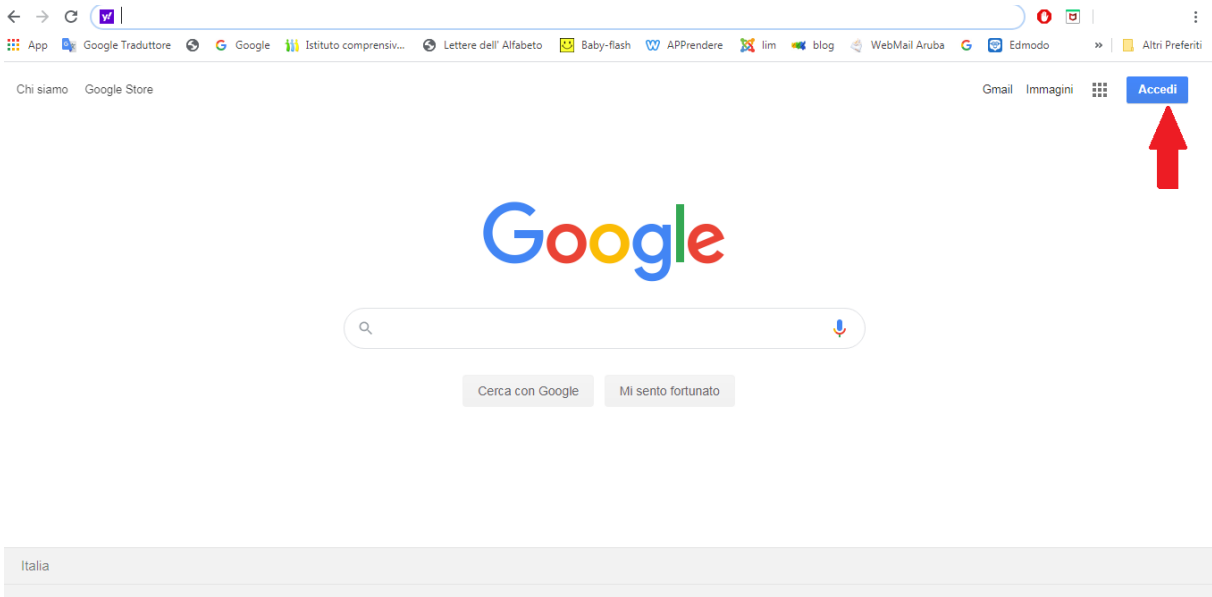 y!
App Google Traduttore Google Istituto comprensiv... Lettere dell' Alfabeto Baby-flash APPrendere lim blog WebMail Aruba Edmodo » Altri Preferiti
Chi siamo Google Store Gmail Immagini Accedi
Google
Cerca con Google Mi sento fortunato
Italia